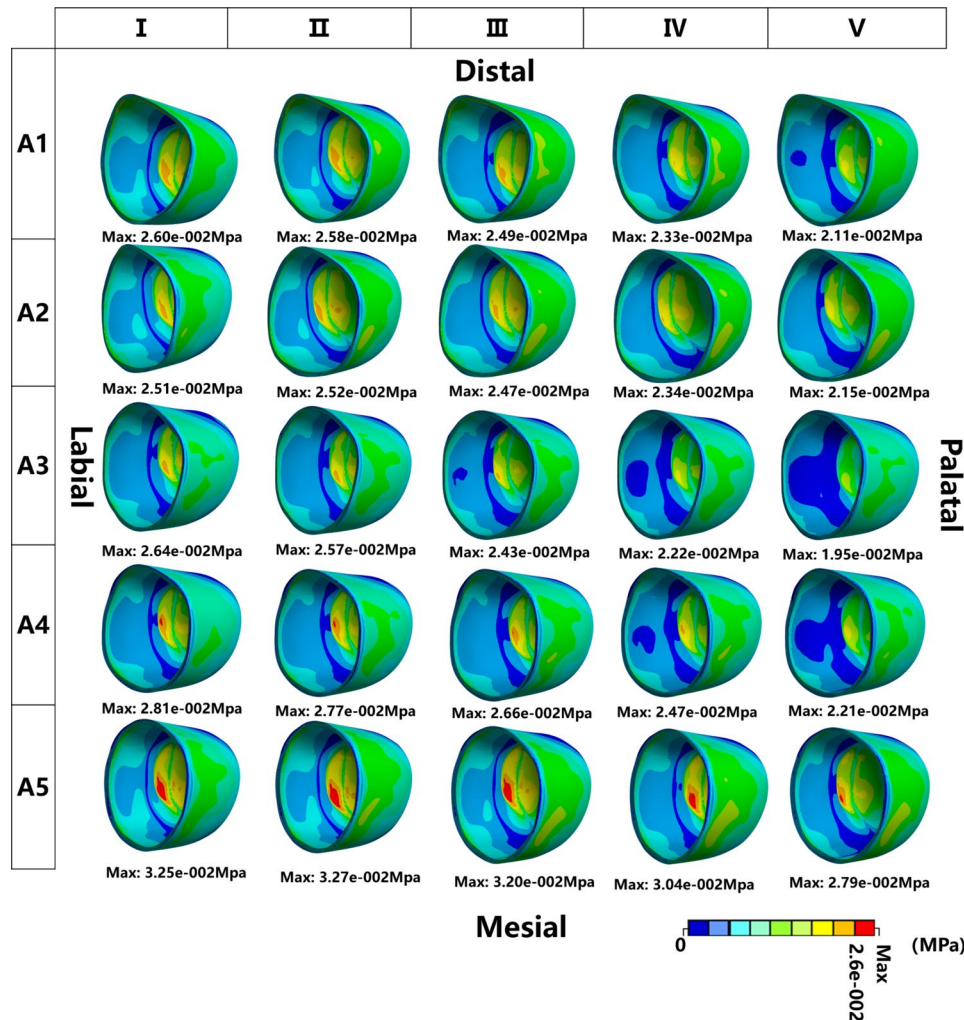 I II III IV V
Distal
A1
Max: 2.60e-002Mpa Max: 2.58e-002Mpa Max: 2.49e-002Mpa Max: 2.33e-002Mpa Max: 2.11e-002Mpa
A2
Max: 2.51e-002Mpa Max: 2.52e-002Mpa Max: 2.47e-002Mpa Max: 2.34e-002Mpa Max: 2.15e-002Mpa
Labial
A3
Palatal
Max: 2.64e-002Mpa Max: 2.57e-002Mpa Max: 2.43e-002Mpa Max: 2.22e-002Mpa Max: 1.95e-002Mpa
A4
Max: 2.81e-002Mpa Max: 2.77e-002Mpa Max: 2.66e-002Mpa Max: 2.47e-002Mpa Max: 2.21e-002Mpa
A5
Max: 3.25e-002Mpa Max: 3.27e-002Mpa Max: 3.20e-002Mpa Max: 3.04e-002Mpa Max: 2.79e-002Mpa
Mesial
0 Max (MPa)
2.6e-002